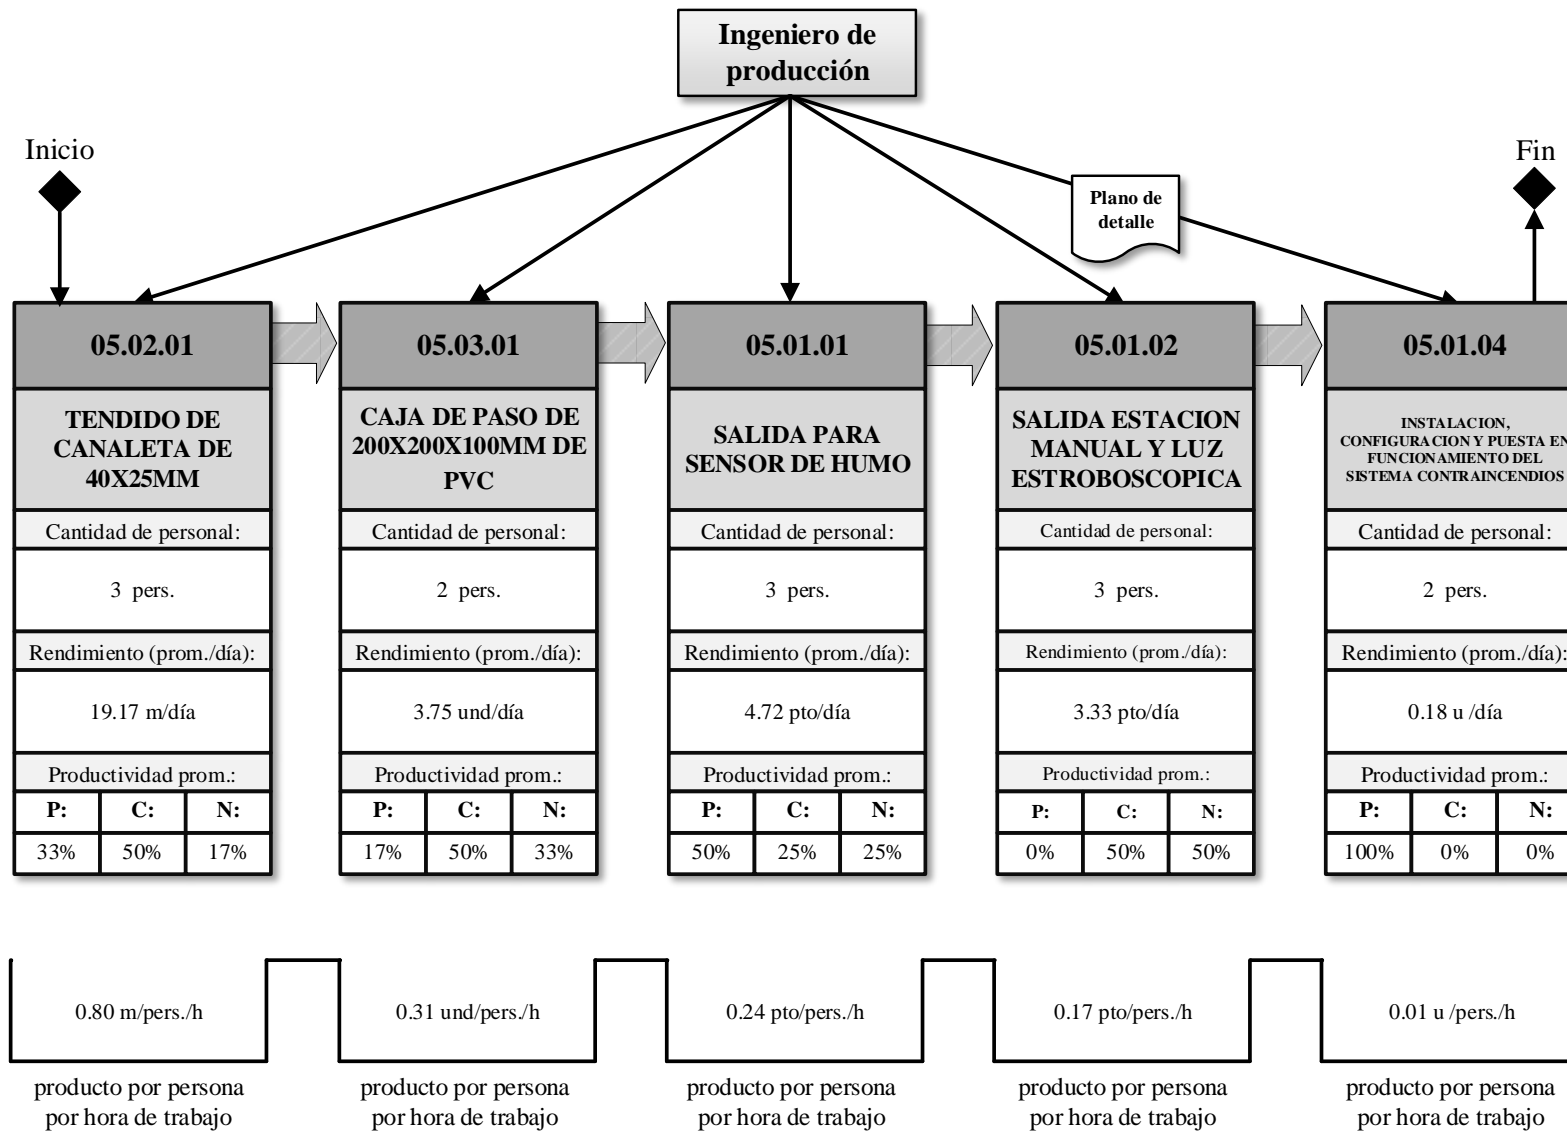 Ingeniero de
producción
Inicio
Fin
Plano de
detalle
05.02.01
TENDIDO DE
CANALETA DE
40X25MM
Cantidad de personal:
3 pers.
Rendimiento (prom./día):
19.17 m/día
Productividad prom.:
P: C: N:
33% 50% 17%
05.03.01
CAJA DE PASO DE
200X200X100MM DE
PVC
Cantidad de personal:
2 pers.
Rendimiento (prom./día):
3.75 und/día
Productividad prom.:
P: C: N:
17% 50% 33%
05.01.01
SALIDA PARA
SENSOR DE HUMO
Cantidad de personal:
3 pers.
Rendimiento (prom./día):
4.72 pto/día
Productividad prom.:
P: C: N:
50% 25% 25%
05.01.02
SALIDA ESTACION
MANUAL Y LUZ
ESTROBOSCOPICA
Cantidad de personal:
3 pers.
Rendimiento (prom./día):
3.33 pto/día
Productividad prom.:
P: C: N:
0% 50% 50%
05.01.04
INSTALACION,
CONFIGURACION Y PUESTA EN
FUNCIONAMIENTO DEL
SISTEMA CONTRAINCENDIOS
Cantidad de personal:
2 pers.
Rendimiento (prom./día):
0.18 u /día
Productividad prom.:
P: C: N:
100% 0% 0%
0.80 m/pers./h
producto por persona
por hora de trabajo
0.31 und/pers./h
producto por persona
por hora de trabajo
0.24 pto/pers./h
producto por persona
por hora de trabajo
0.17 pto/pers./h
producto por persona
por hora de trabajo
0.01 u /pers./h
producto por persona
por hora de trabajo